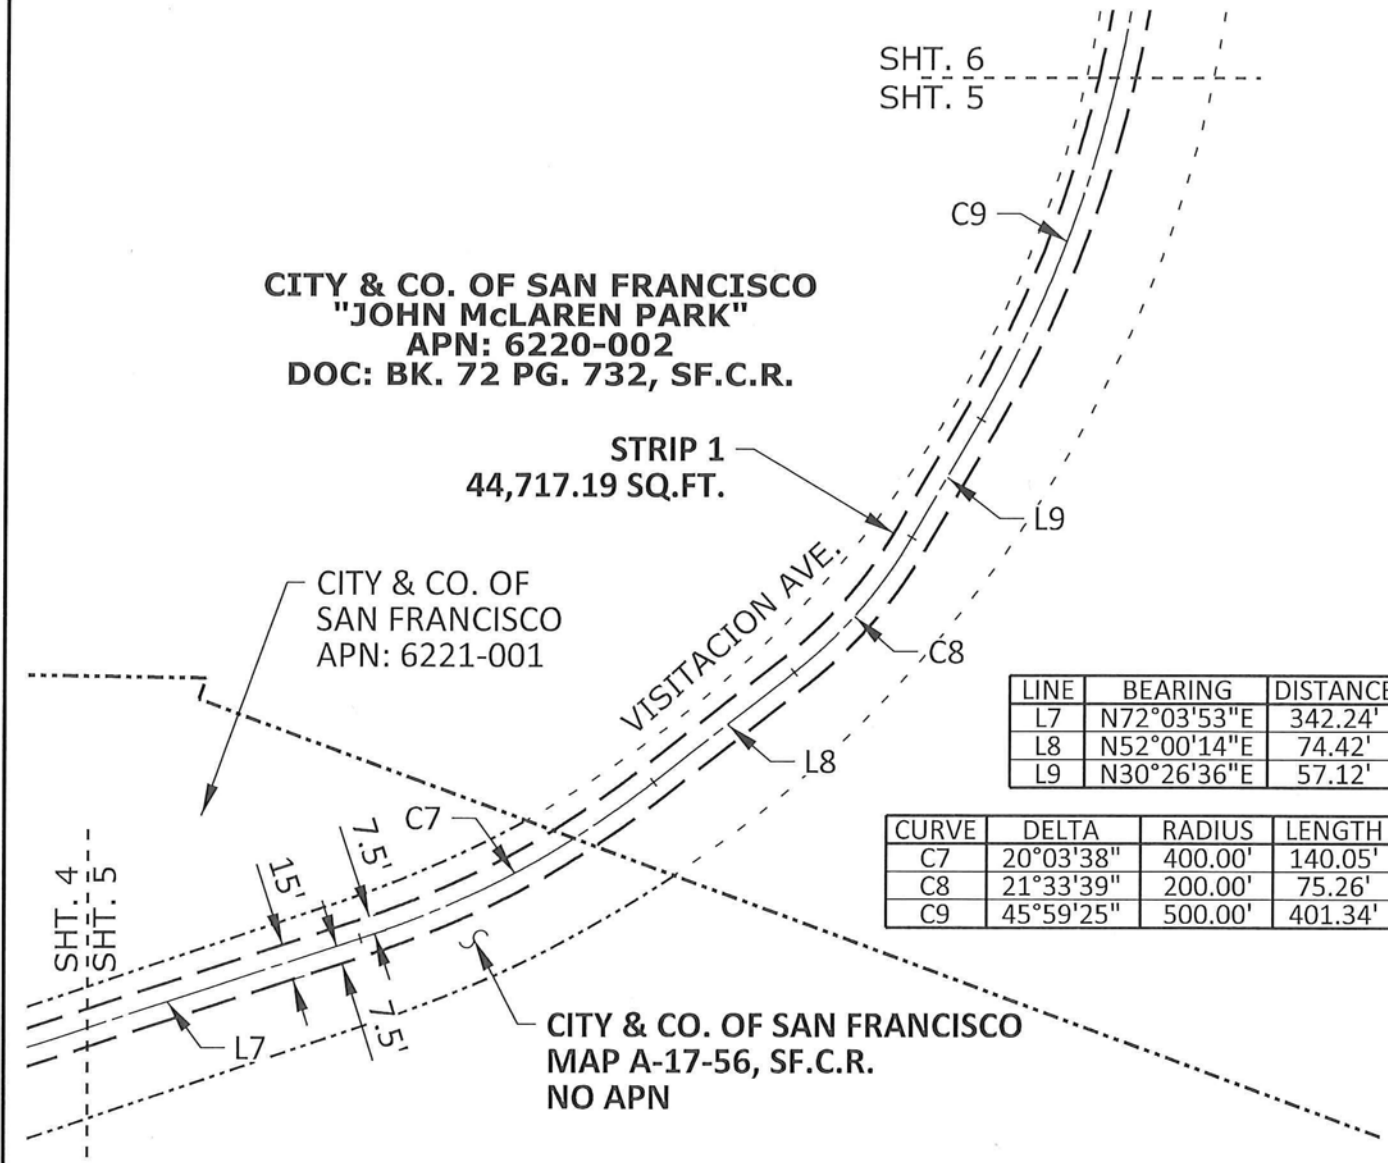 SHT. 6
SHT. 5
C9
CITY & CO. OF SAN FRANCISCO
"JOHN McLAREN PARK"
APN: 6220-002
DOC: BK. 72 PG. 732, SF.C.R.
STRIP 1
44,717.19 SQ.FT.
L9
CITY & CO. OF
SAN FRANCISCO
APN: 6221-001
VISITACION AVE.
C8
L8
LINE BEARING DISTANCE
L7 N72°03'53"E 342.24'
L8 N52°00'14"E 74.42'
L9 N30°26'36"E 57.12'
C7
CURVE DELTA RADIUS LENGTH
C7 20°03'38" 400.00' 140.05'
C8 21°33'39" 200.00' 75.26'
C9 45°59'25" 500.00' 401.34'
7.5'
15'
SHT. 4
SHT. 5
7.5'
L7
CITY & CO. OF SAN FRANCISCO
MAP A-17-56, SF.C.R.
NO APN